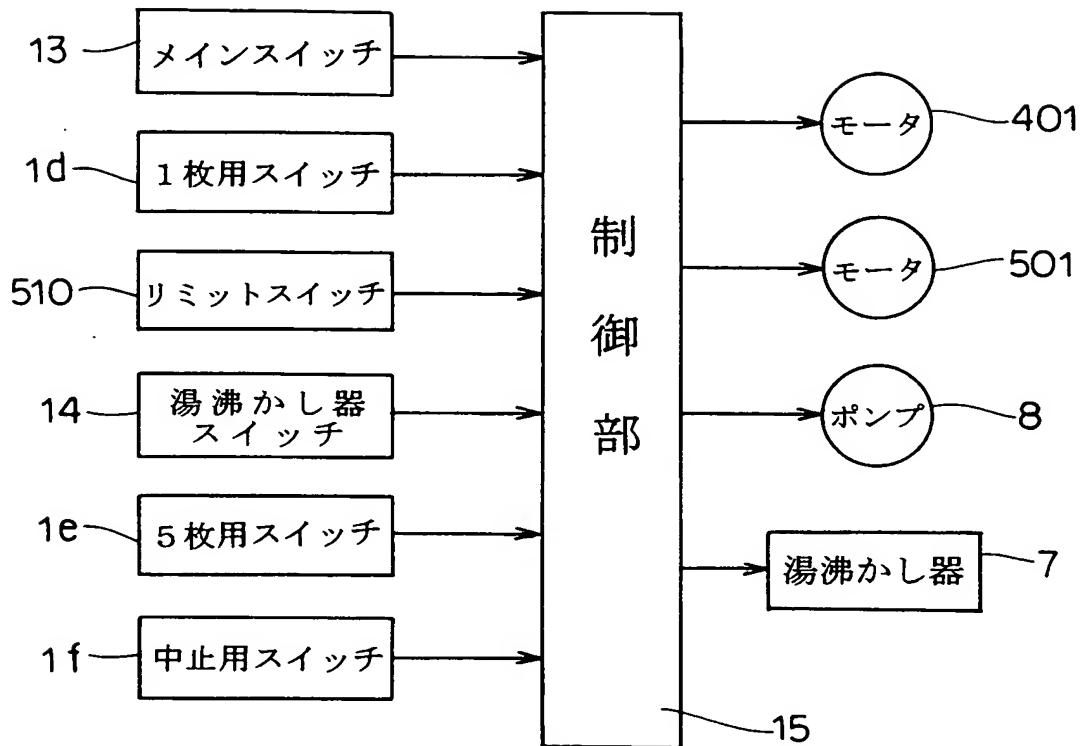 13
メインスイッチ
1d
1枚用スイッチ
510
リミットスイッチ
14
湯沸かし器
スイッチ
1e
5枚用スイッチ
1f
中止用スイッチ
制
御
部
15
モータ
401
モータ
501
ポンプ
8
湯沸かし器
7